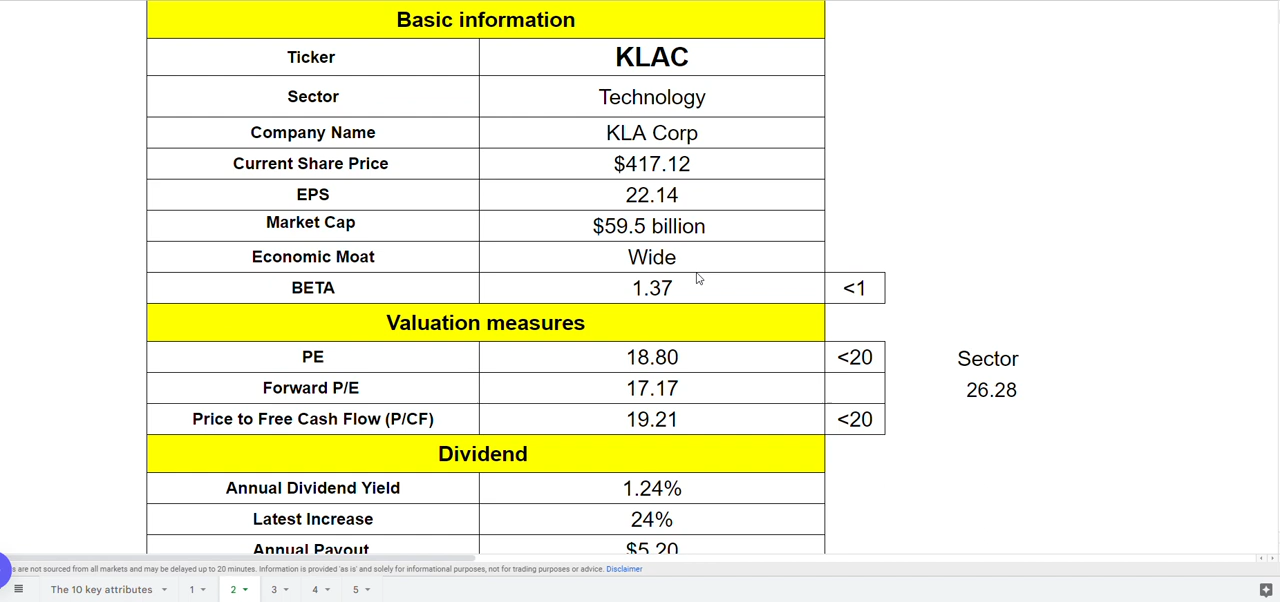 Basic information
Ticker KLAC
Sector Technology
Company Name KLA Corp
Current Share Price $417.12
EPS 22.14
Market Cap $59.5 billion
Economic Moat Wide
BETA 1.37 <1
Valuation measures
PE 18.80 <20 Sector
Forward P/E 17.17 26.28
Price to Free Cash Flow (P/CF) 19.21 <20
Dividend
Annual Dividend Yield 1.24%
Latest Increase 24%
Annual Payout $5.20
s are not sourced from all markets and may be delayed up to 20 minutes. Information is provided 'as is' and solely for informational purposes, not for trading purposes or advice. Disclaimer
The 10 key attributes 1 2 3 4 5